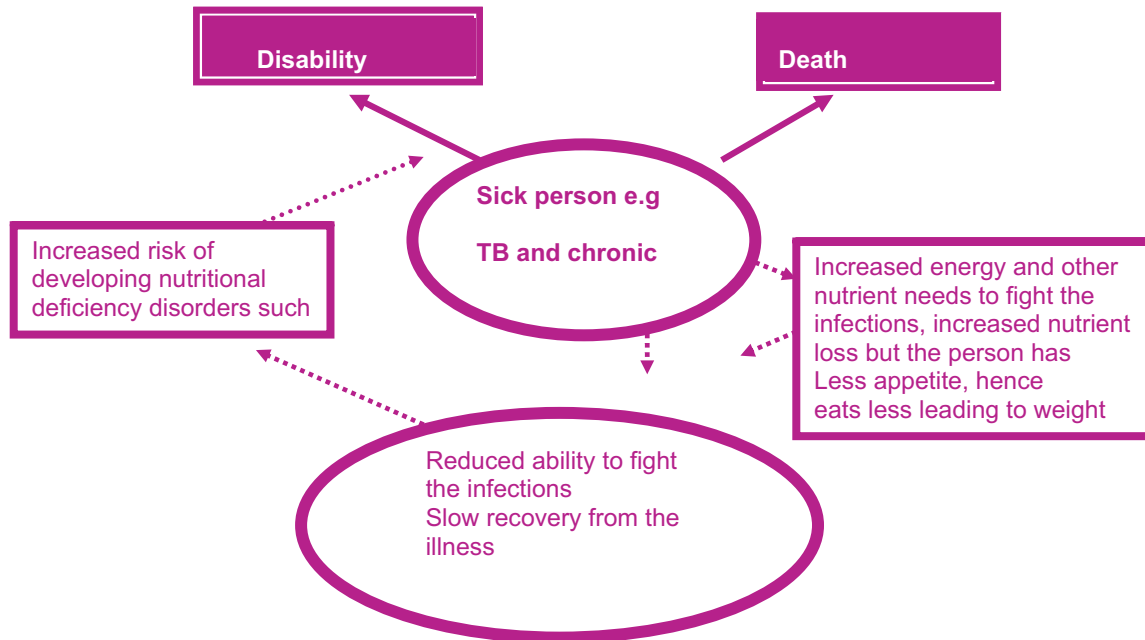 Disability
Death
Sick person e.g
TB and chronic
Increased risk of
developing nutritional
deficiency disorders such
Increased energy and other
nutrient needs to fight the
infections, increased nutrient
loss but the person has
Less appetite, hence
eats less leading to weight
Reduced ability to fight
the infections
Slow recovery from the
illness